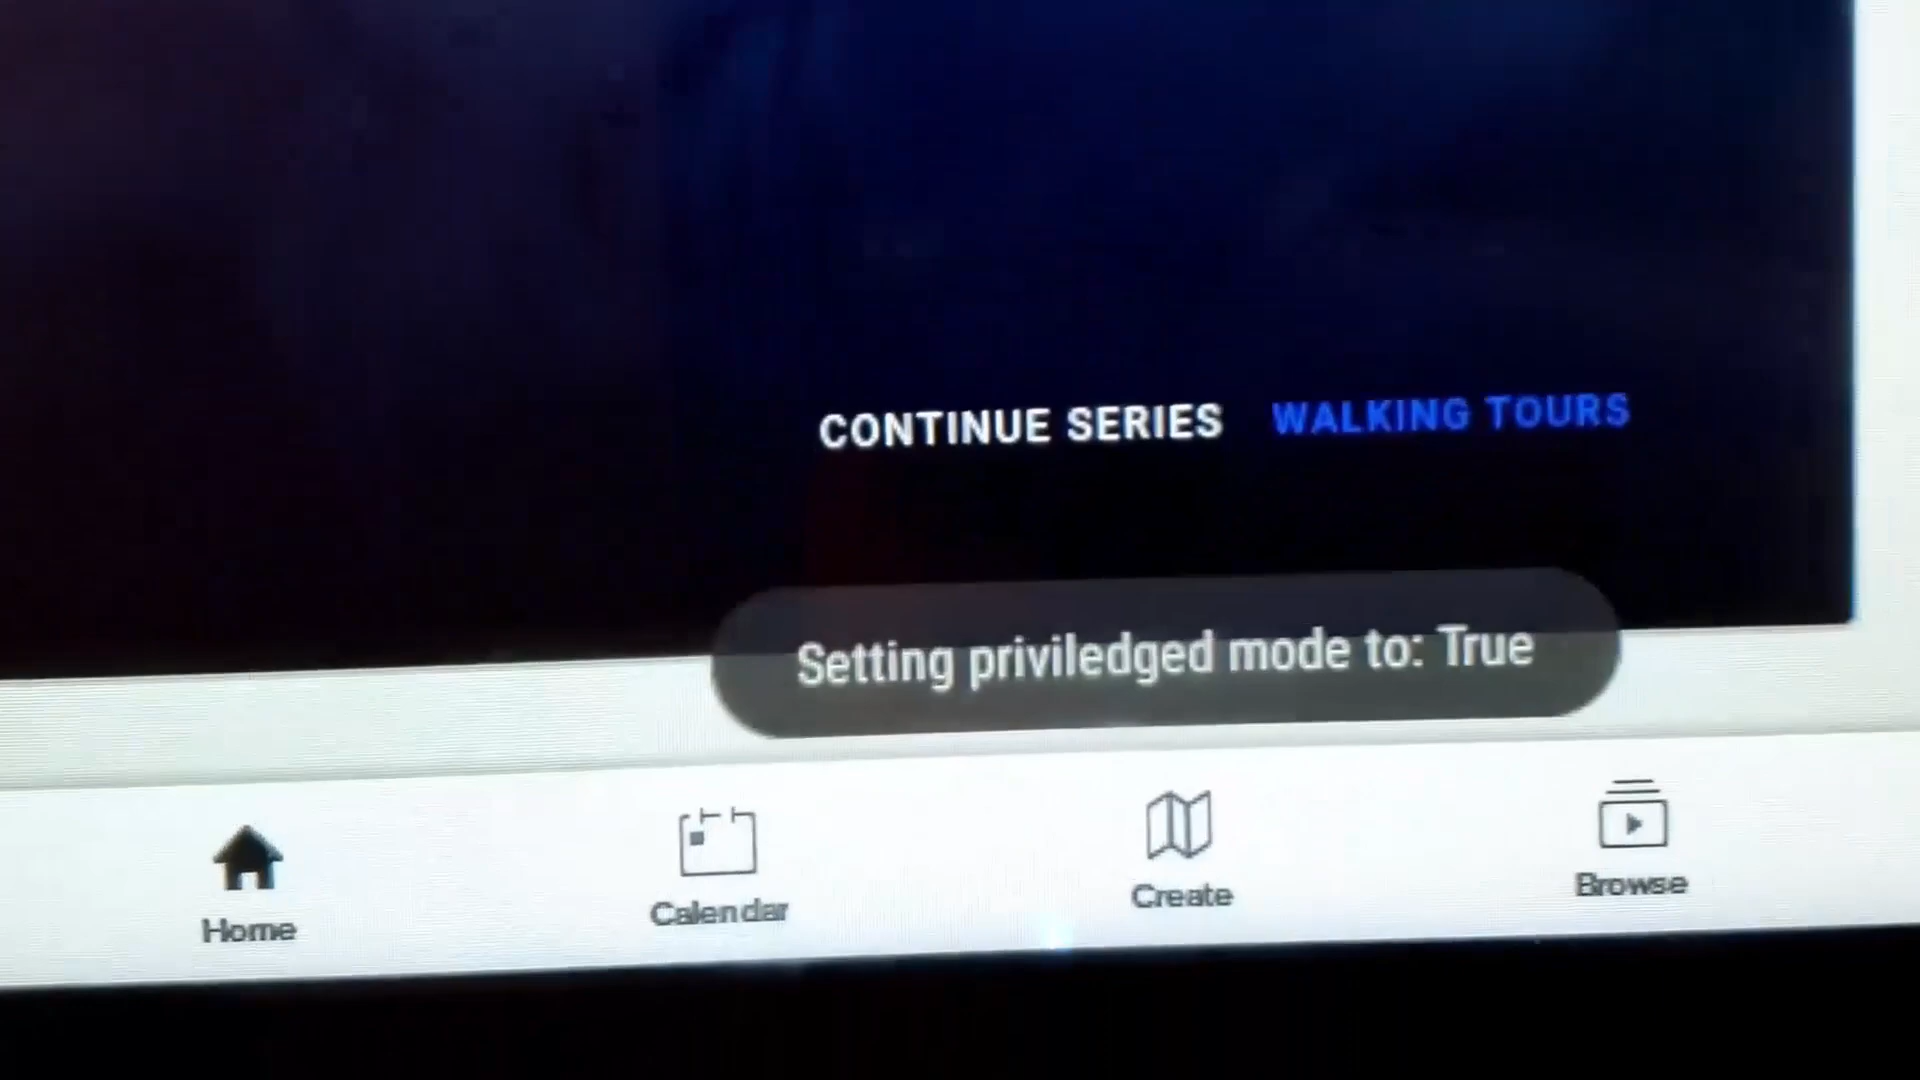 CONTINUE SERIES WALKING TOURS
Setting priviledged mode to: True
Home Calendar Create Browse